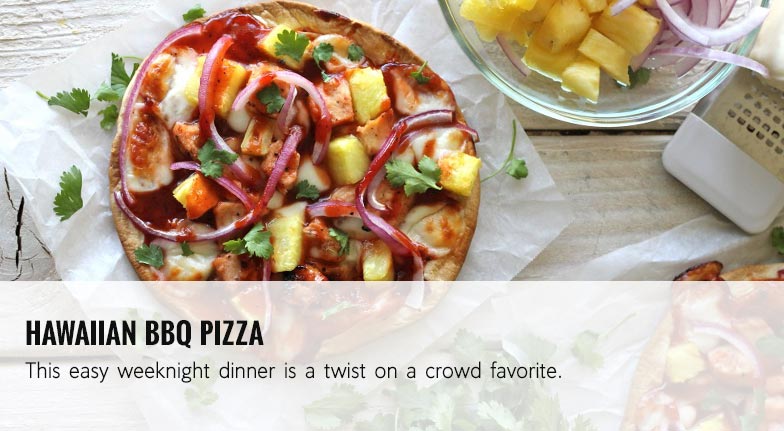 HAWAIIAN BBQ PIZZA
This easy weeknight dinner is a twist on a crowd favorite.